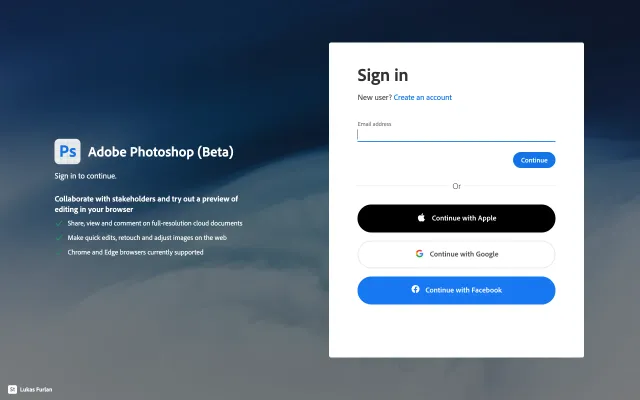 Ps Adobe Photoshop (Beta)
Sign in to continue.
Collaborate with stakeholders and try out a preview of
editing in your browser
Share, view and comment on full-resolution cloud documents
Make quick edits, retouch and adjust images on the web
Chrome and Edge browsers currently supported
Sign in
New user? Create an account
Email address
Continue
Or
Continue with Apple
Continue with Google
Continue with Facebook
St Lukas Furlan